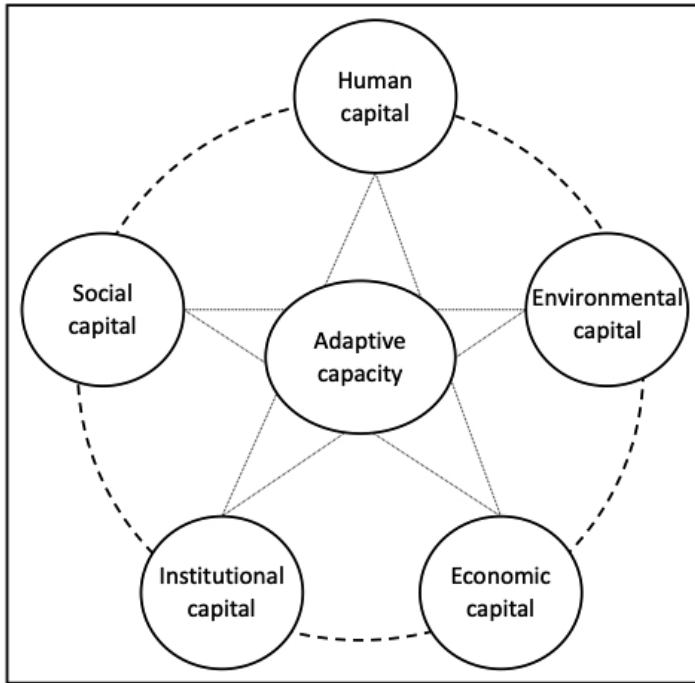 Human
capital
Social
capital
Environmental
capital
Adaptive
capacity
Institutional
capital
Economic
capital